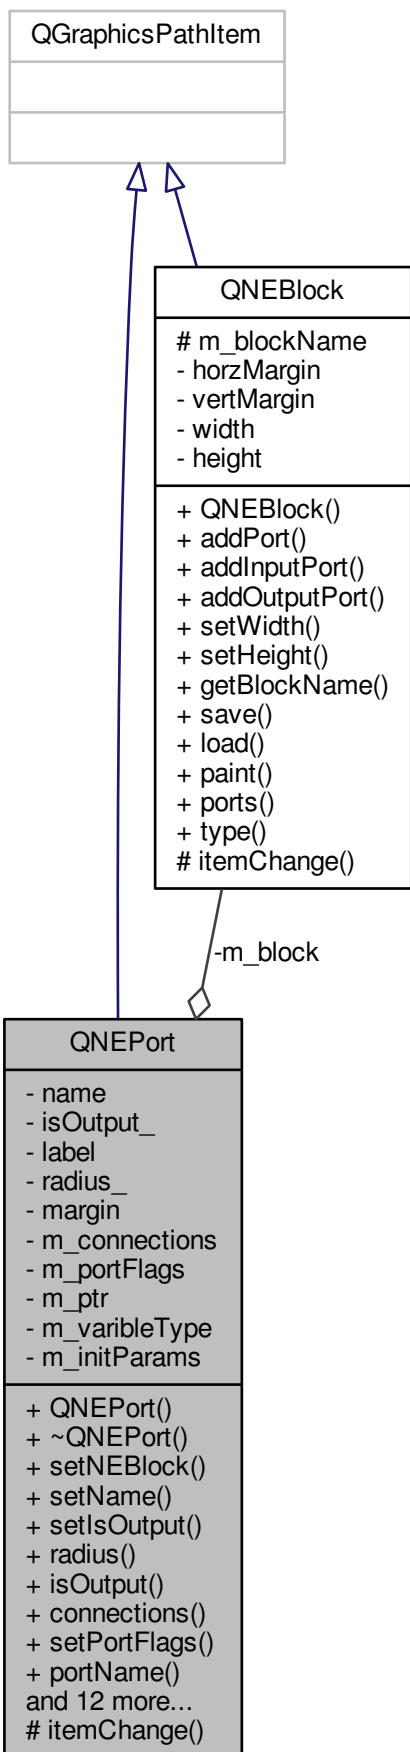 QGraphicsPathItem
QNEBlock
# m_blockName
- horzMargin
- vertMargin
- width
- height
+ QNEBlock()
+ addPort()
+ addInputPort()
+ addOutputPort()
+ setWidth()
+ setHeight()
+ getBlockName()
+ save()
+ load()
+ paint()
+ ports()
+ type()
# itemChange()
-m_block
QNEPort
- name
- isOutput_
- label
- radius_
- margin
- m_connections
- m_portFlags
- m_ptr
- m_varibleType
- m_initParams
+ QNEPort()
+ ~QNEPort()
+ setNEBlock()
+ setName()
+ setIsOutput()
+ radius()
+ isOutput()
+ connections()
+ setPortFlags()
+ portName()
and 12 more...
# itemChange()